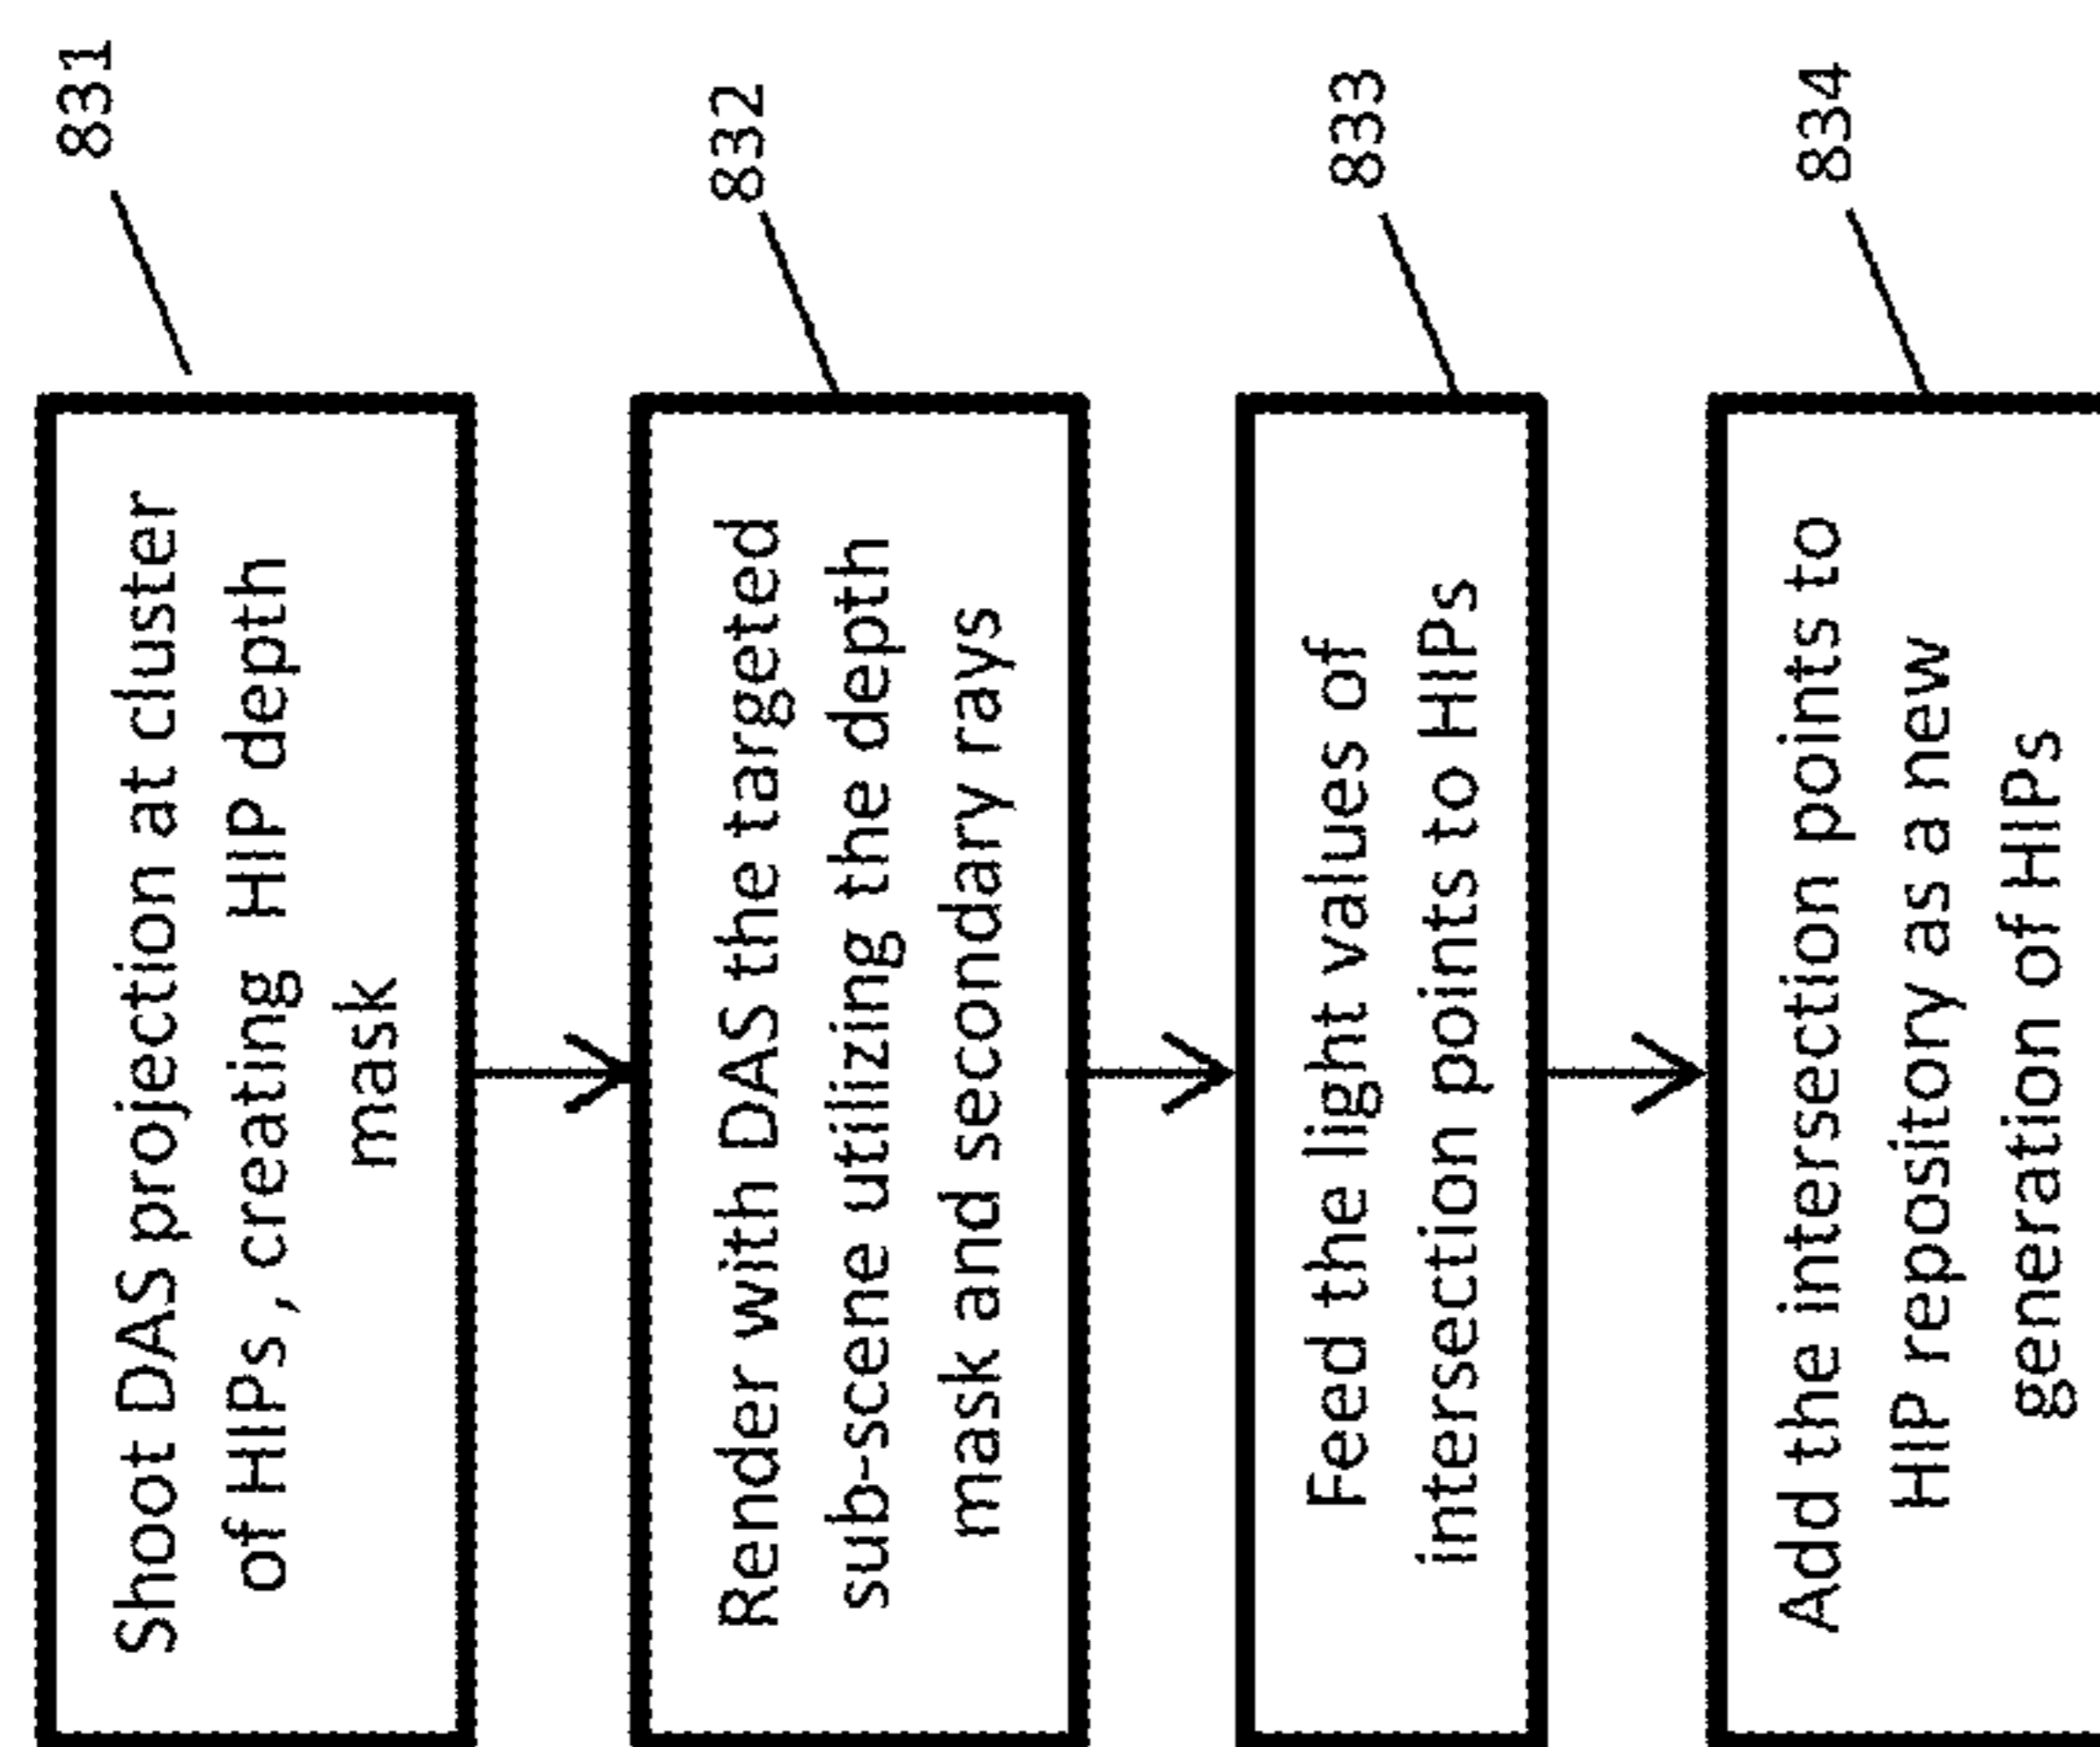 Shoot DAS projection at cluster
of HIPs, creating HIP depth
mask
831
Render with DAS the targeted
sub-scene utilizing the depth
mask and secondary rays
832
Feed the light values of
intersection points to HIPs
833
Add the intersection points to
HIP repository as a new
generation of HIPs
834